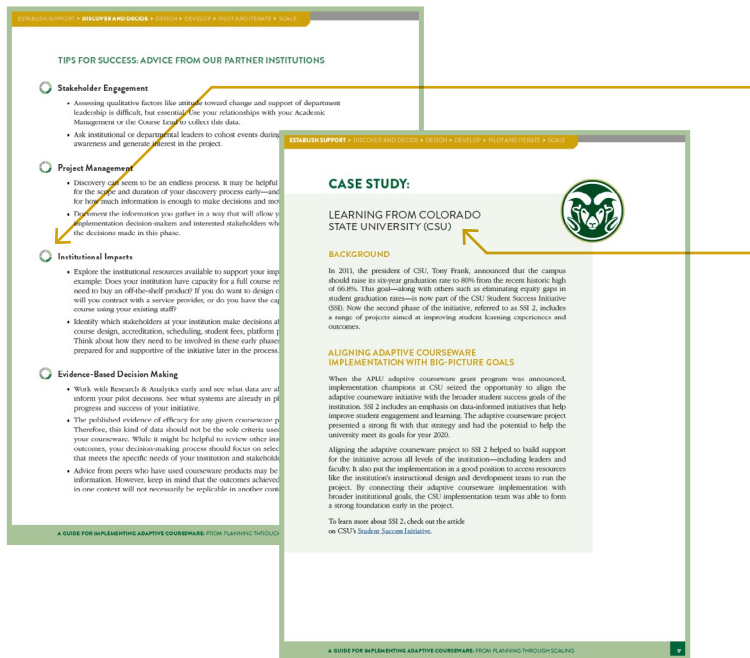 ESTABLISH SUPPORT ▸ DISCOVER AND DECIDE ▸ DESIGN ▸ DEVELOP ▸ PILOT AND ITERATE ▸ SCALE
TIPS FOR SUCCESS: ADVICE FROM OUR PARTNER INSTITUTIONS
Stakeholder Engagement
• Assessing qualitative factors like attitude toward change and support of department
leadership is difficult, but essential. Use your relationships with your Academic
Management or the Course Lead to collect this data.
• Ask institutional or departmental leaders to cohost events during
awareness and generate interest in the project.
Project Management
• Discovery can seem to be an endless process. It may be helpful
for the scope and duration of your discovery process early—and
for how much information is enough to make decisions and mo
• Document the information you gather in a way that will allow y
implementation decision-makers and interested stakeholders wh
the decisions made in this phase.
Institutional Impacts
• Explore the institutional resources available to support your imp
example: Does your institution have capacity for a full course re
need to buy an off-the-shelf product? If you do want to design o
will you contract with a service provider, or do you have the cap
course using your existing staff?
• Identify which stakeholders at your institution make decisions al
course design, accreditation, scheduling, student fees, platform p
Think about how they need to be involved in these early phases
prepared for and supportive of the initiative later in the process.
Evidence-Based Decision Making
• Work with Research & Analytics early and see what data are al
inform your pilot decisions. See what systems are already in pl
progress and success of your initiative.
• The published evidence of efficacy for any given courseware p
Therefore, this kind of data should not be the sole criteria used
your courseware. While it might be helpful to review other ins
outcomes, your decision-making process should focus on selec
that meets the specific needs of your institution and stakeholde
• Advice from peers who have used courseware products may be
information. However, keep in mind that the outcomes achieved
in one context will not necessarily be replicable in another cont
A GUIDE FOR IMPLEMENTING ADAPTIVE COURSEWARE: FROM PLANNING THROUGH
ESTABLISH SUPPORT ▸ DISCOVER AND DECIDE ▸ DESIGN ▸ DEVELOP ▸ PILOT AND ITERATE ▸ SCALE
CASE STUDY:
LEARNING FROM COLORADO
STATE UNIVERSITY (CSU)
BACKGROUND
In 2011, the president of CSU, Tony Frank, announced that the campus
should raise its six-year graduation rate to 80% from the recent historic high
of 66.8%. This goal—along with others such as eliminating equity gaps in
student graduation rates—is now part of the CSU Student Success Initiative
(SSI). Now the second phase of the initiative, referred to as SSI 2, includes
a range of projects aimed at improving student learning experiences and
outcomes.
ALIGNING ADAPTIVE COURSEWARE
IMPLEMENTATION WITH BIG-PICTURE GOALS
When the APLU adaptive courseware grant program was announced,
implementation champions at CSU seized the opportunity to align the
adaptive courseware initiative with the broader student success goals of the
institution. SSI 2 includes an emphasis on data-informed initiatives that help
improve student engagement and learning. The adaptive courseware project
presented a strong fit with that strategy and had the potential to help the
university meet its goals for year 2020.
Aligning the adaptive courseware project to SSI 2 helped to build support
for the initiative across all levels of the institution—including leaders and
faculty. It also put the implementation in a good position to access resources
like the institution's instructional design and development team to run the
project. By connecting their adaptive courseware implementation with
broader institutional goals, the CSU implementation team was able to form
a strong foundation early in the project.
To learn more about SSI 2, check out the article
on CSU's Student Success Initiative.
A GUIDE FOR IMPLEMENTING ADAPTIVE COURSEWARE: FROM PLANNING THROUGH SCALING